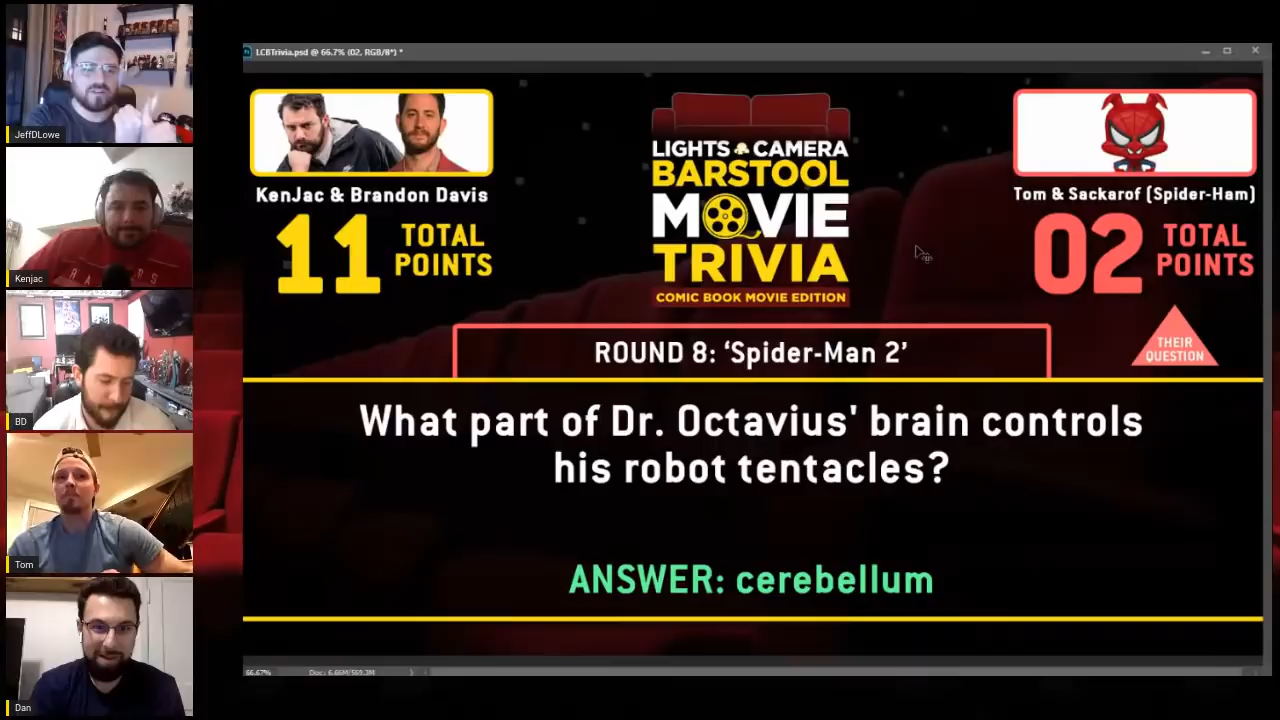 JeffDLowe
Kenjac
BD
Tom
Dan
LCBTrivia.psd @ 66.7% (02, RGB/8*) *
KenJac & Brandon Davis
11 TOTAL
POINTS
LIGHTS CAMERA
BARSTOOL
MOVIE
TRIVIA
COMIC BOOK MOVIE EDITION
Tom & Sackarof (Spider-Ham)
02 TOTAL
POINTS
THEIR
QUESTION
ROUND 8: ‘Spider-Man 2’
What part of Dr. Octavius' brain controls
his robot tentacles?
ANSWER: cerebellum
66.67%